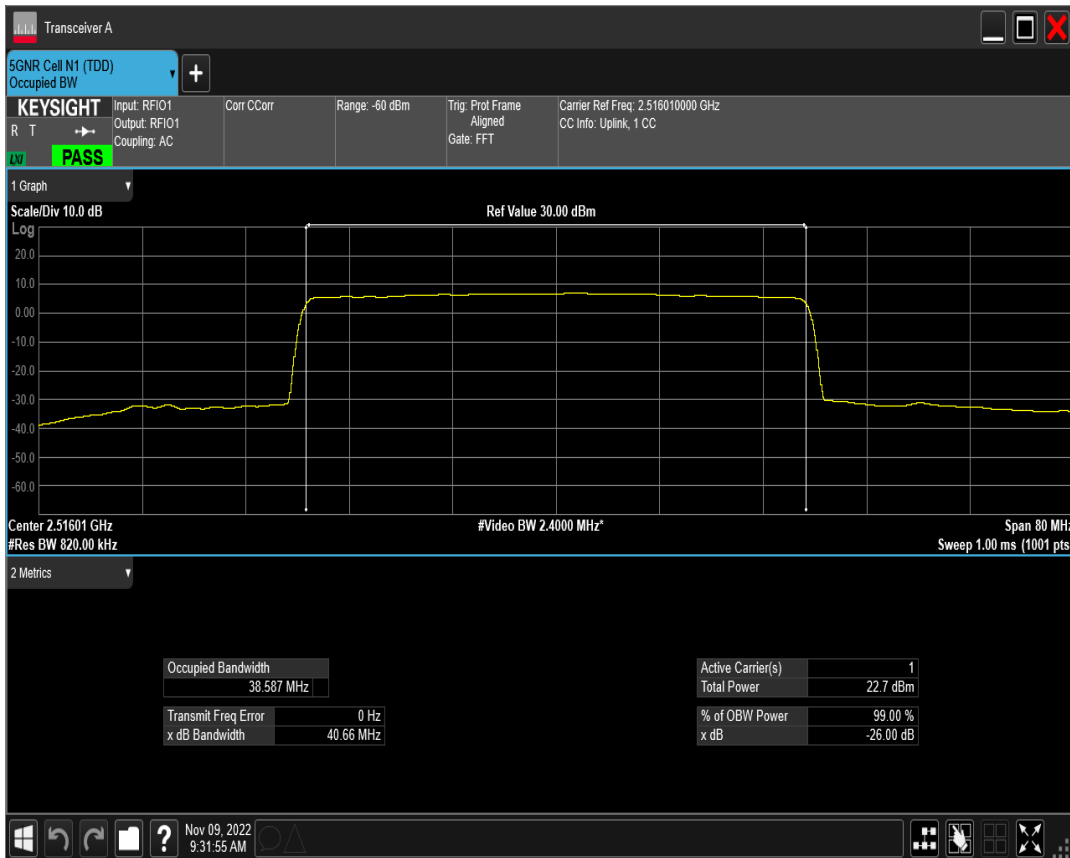 Transceiver A
5GNR Cell N1 (TDD)
Occupied BW
+
KEYSIGHT
R T
LXI
PASS
Input: RFIO1
Output: RFIO1
Coupling: AC
Corr CCorr
Range: -60 dBm
Trig: Prot Frame
Aligned
Gate: FFT
Carrier Ref Freq: 2.516010000 GHz
CC Info: Uplink, 1 CC
1 Graph
Scale/Div 10.0 dB
Ref Value 30.00 dBm
Log
20.0
10.0
0.00
-10.0
-20.0
-30.0
-40.0
-50.0
-60.0
Center 2.51601 GHz
#Video BW 2.4000 MHz*
Span 80 MHz
#Res BW 820.00 kHz
Sweep 1.00 ms (1001 pts
2 Metrics
Occupied Bandwidth
38.587 MHz
Transmit Freq Error 0 Hz
x dB Bandwidth 40.66 MHz
Active Carrier(s) 1
Total Power 22.7 dBm
% of OBW Power 99.00 %
x dB -26.00 dB
?
Nov 09, 2022
9:31:55 AM